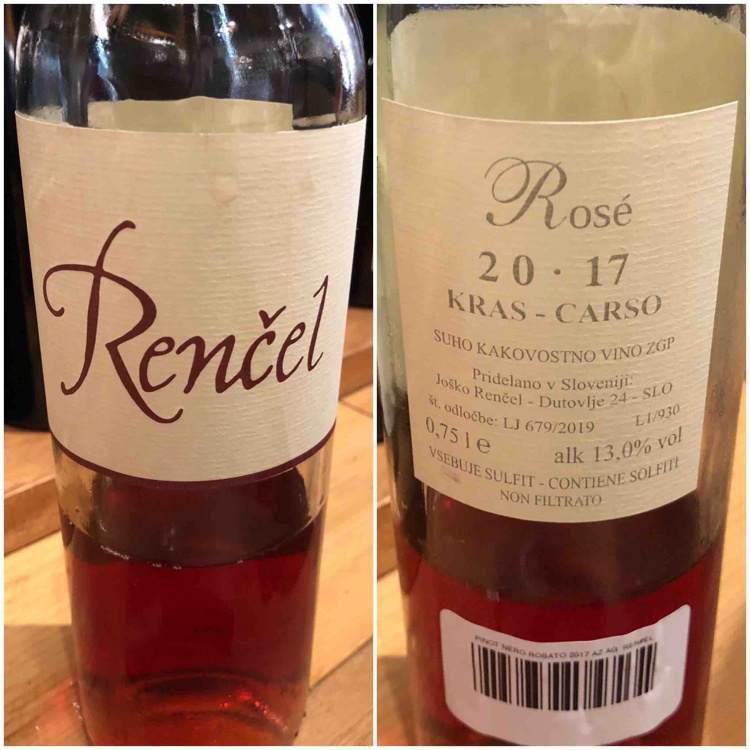 Renčel
Rosé
20·17
KRAS - CARSO
SUHO KAKOVOSTNO VINO ZGP
Pridelano v Sloveniji:
Joško Renčel - Dutovlje 24 - SLO
št. odločbe: LJ 679/2019 L1/930
0,75 l e alk 13,0% vol
VSEBUJE SULFIT - CONTIENE SOLFITI
NON FILTRATO
PINOT NERO ROSATO 2017 AZ AG. RENCEL